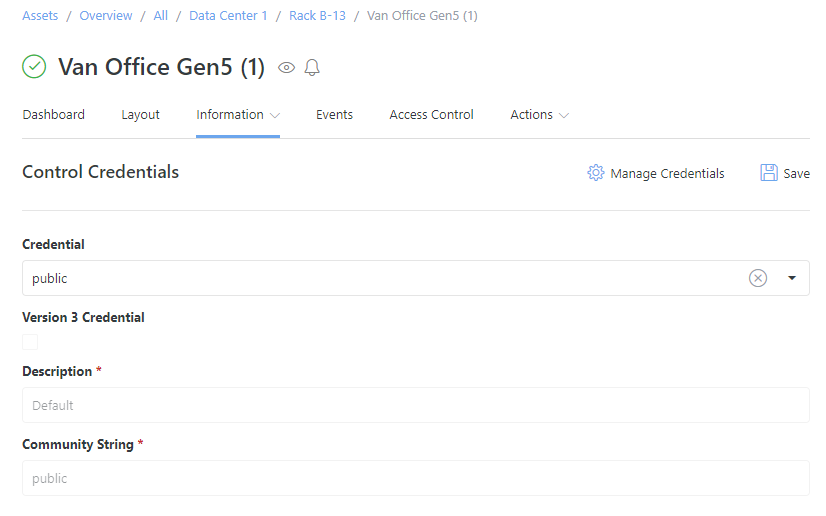 Assets / Overview / All / Data Center 1 / Rack B-13 / Van Office Gen5 (1)
Van Office Gen5 (1)
Dashboard Layout Information Events Access Control Actions
Control Credentials Manage Credentials Save
Credential
public
Version 3 Credential
Description *
Default
Community String *
public